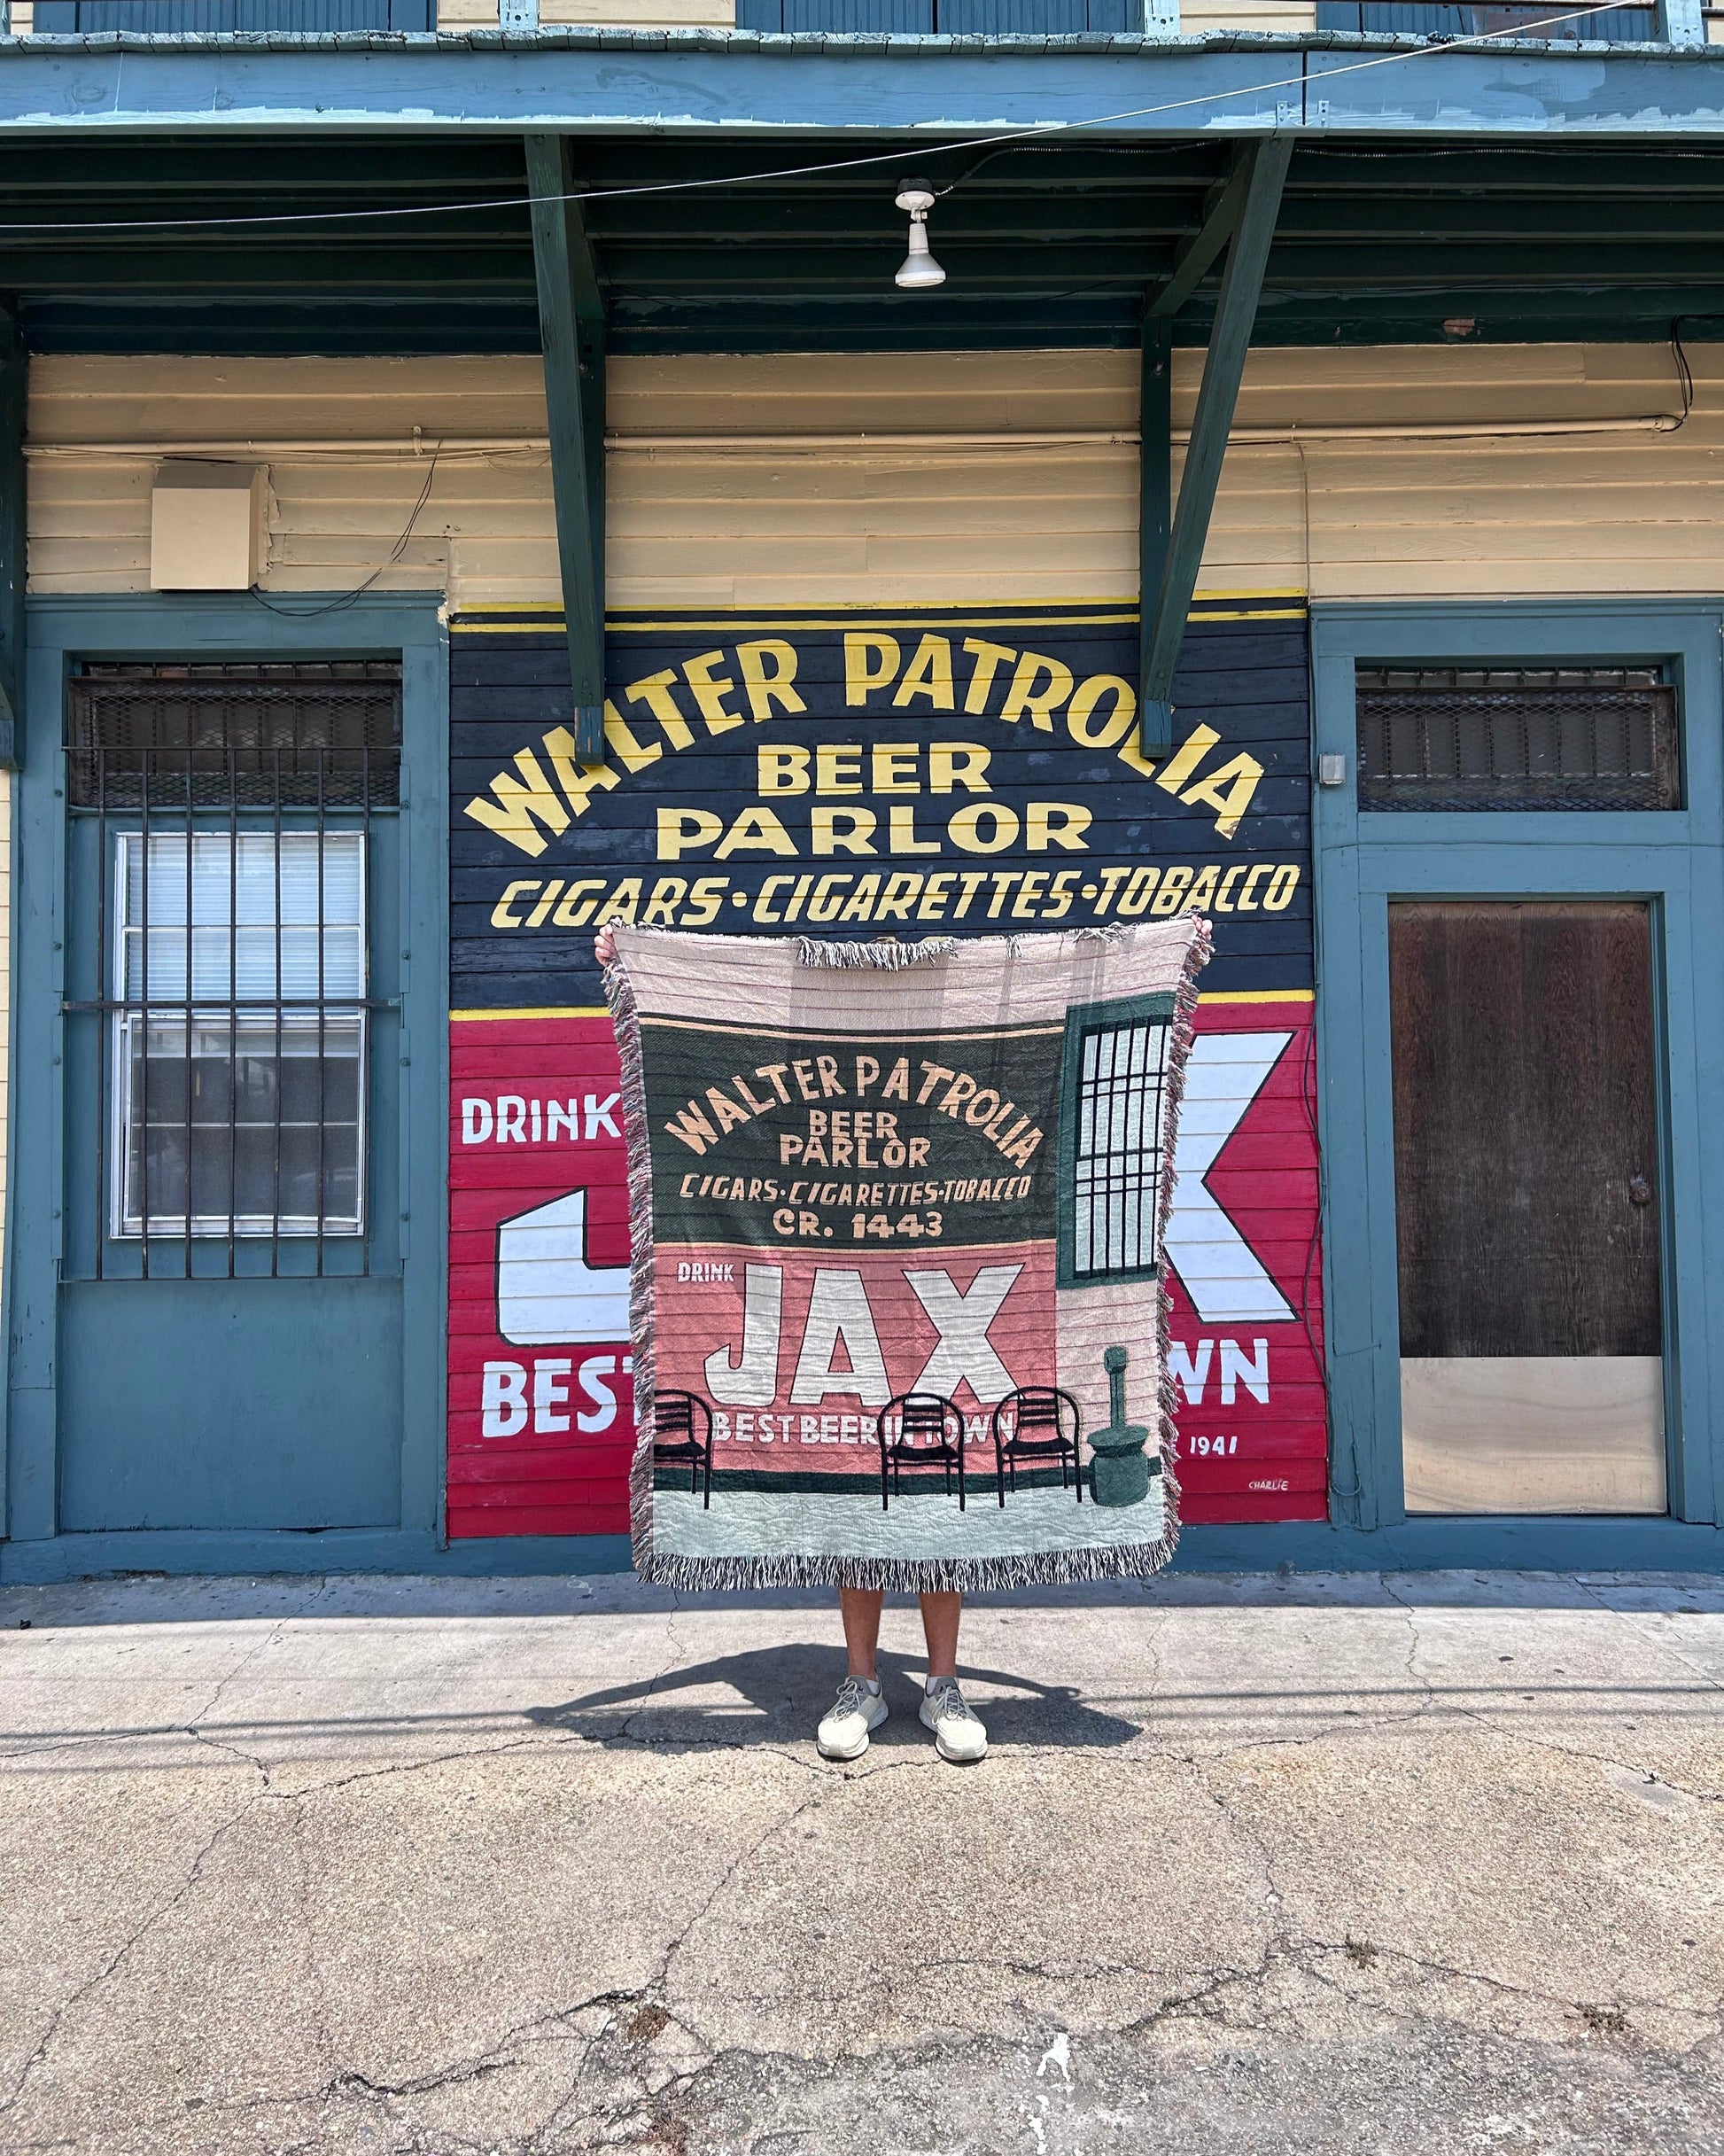 WALTER PATROLIA
BEER
PARLOR
CIGARS·CIGARETTES·TOBACCO
DRINK
J X
BEST WN
1941
CHARLIE
WALTER PATROLIA
BEER
PARLOR
CIGARS·CIGARETTES·TOBACCO
CR. 1443
DRINK
JAX
BEST BEER IN TOWN